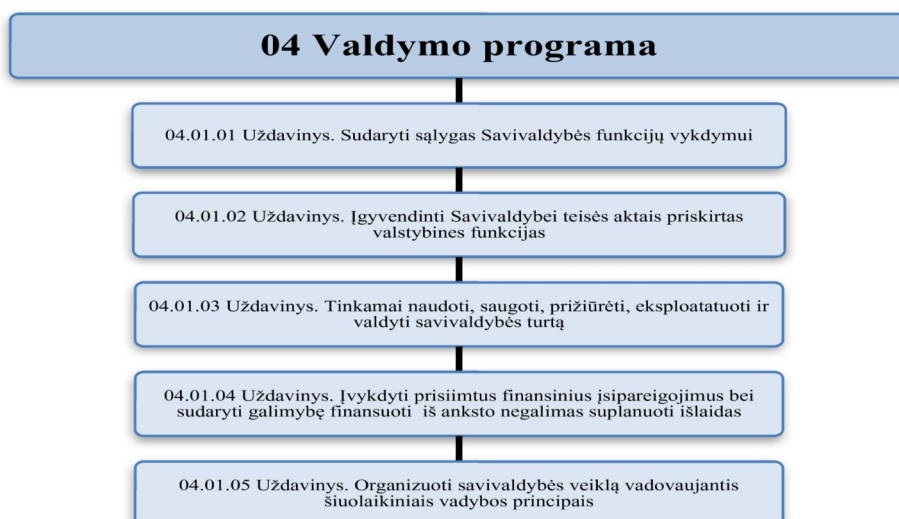 04 Valdymo programa
04.01.01 Uždavinys. Sudaryti sąlygas Savivaldybės funkcijų vykdymui
04.01.02 Uždavinys. Įgyvendinti Savivaldybei teisės aktais priskirtas
valstybines funkcijas
04.01.03 Uždavinys. Tinkamai naudoti, saugoti, prižiūrėti, eksploatatuoti ir
valdyti savivaldybės turtą
04.01.04 Uždavinys. Įvykdyti prisiimtus finansinius įsipareigojimus bei
sudaryti galimybę finansuoti iš anksto negalimas suplanuoti išlaidas
04.01.05 Uždavinys. Organizuoti savivaldybės veiklą vadovaujantis
šiuolaikiniais vadybos principais